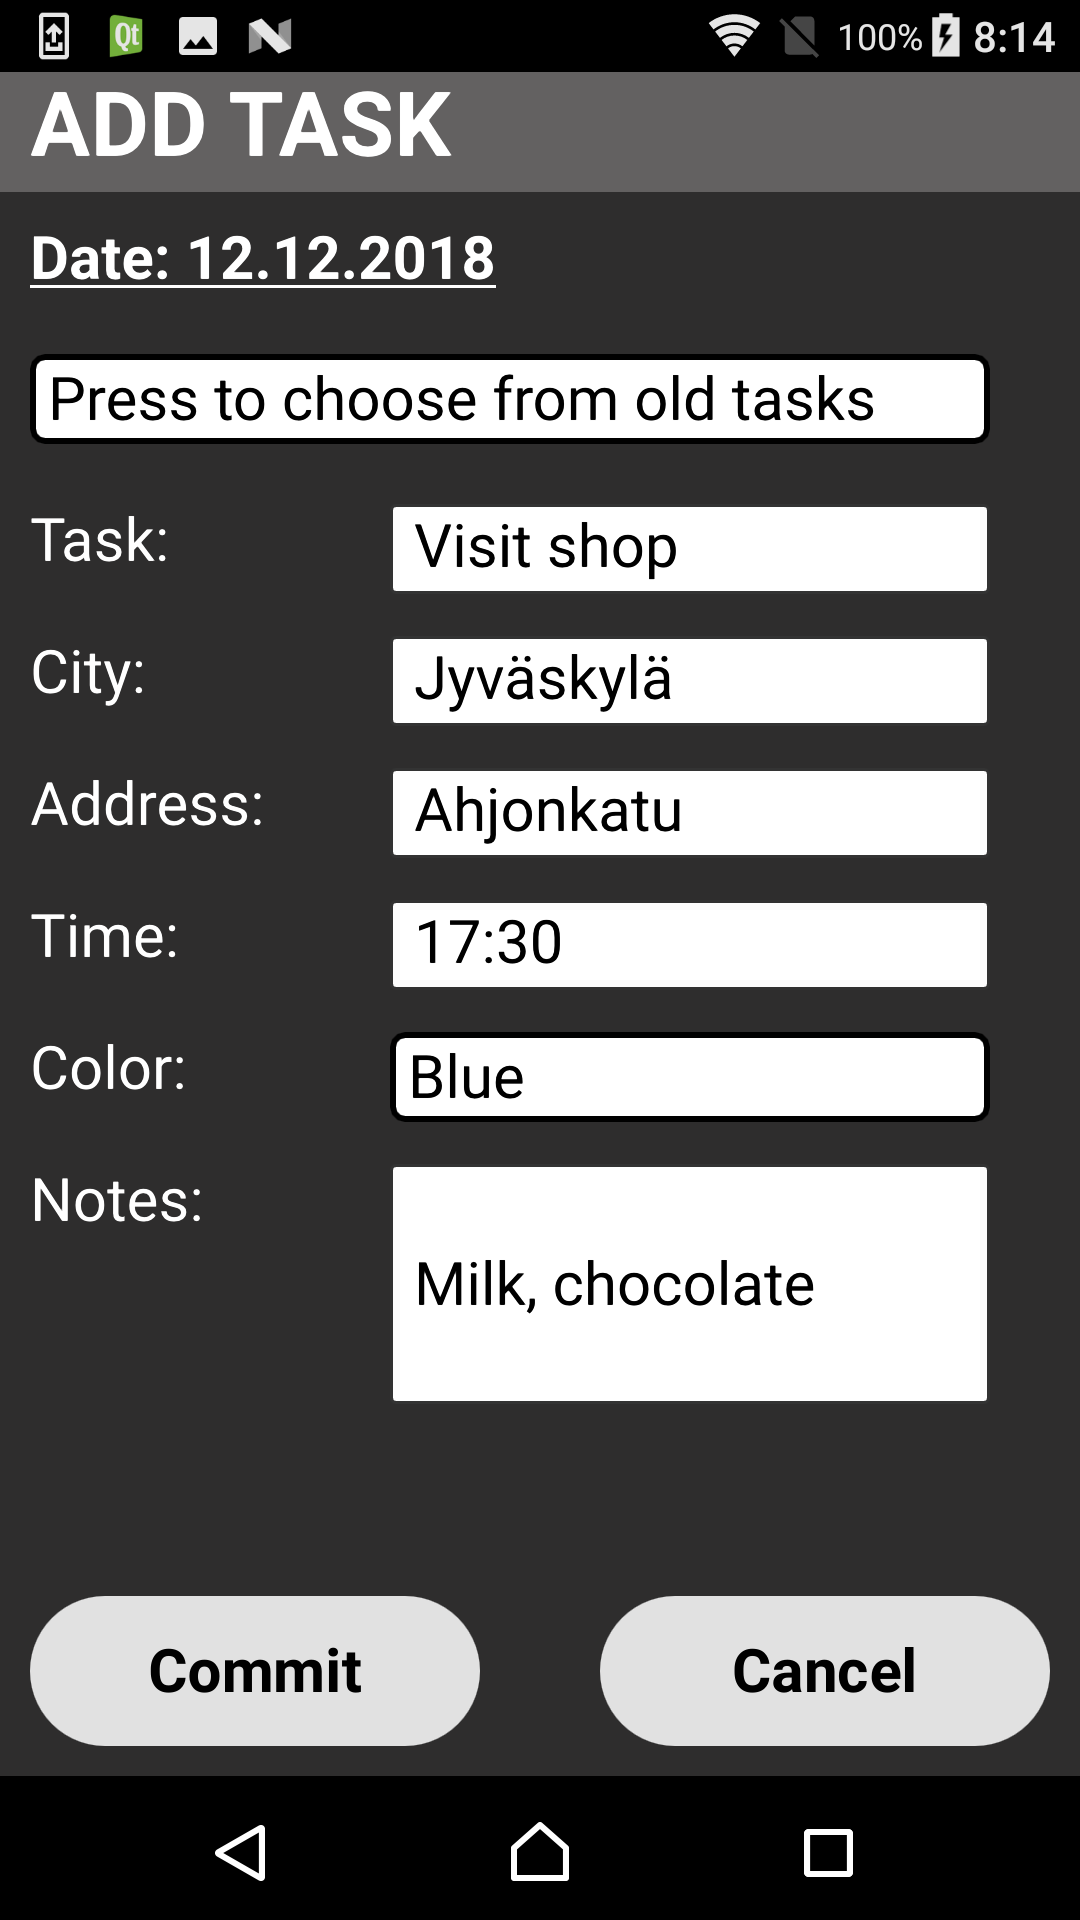 Qt 100% 8:14
ADD TASK
Date: 12.12.2018
Press to choose from old tasks
Task: Visit shop
City: Jyväskylä
Address: Ahjonkatu
Time: 17:30
Color: Blue
Notes: Milk, chocolate
Commit Cancel